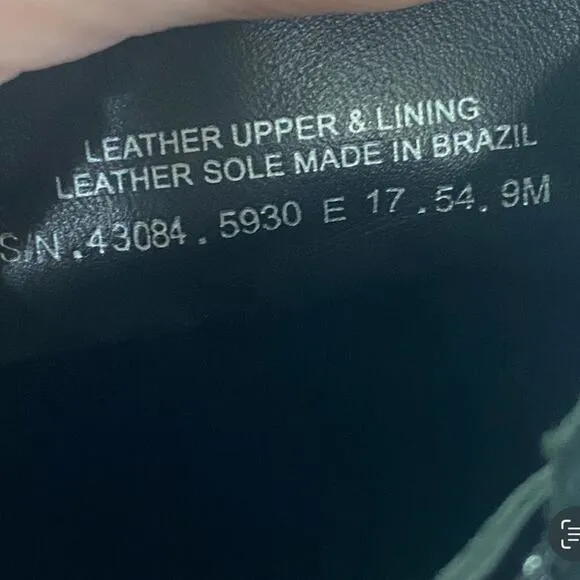 LEATHER UPPER & LINING
LEATHER SOLE MADE IN BRAZIL
S/N.43084.5930 E 17.54.9M